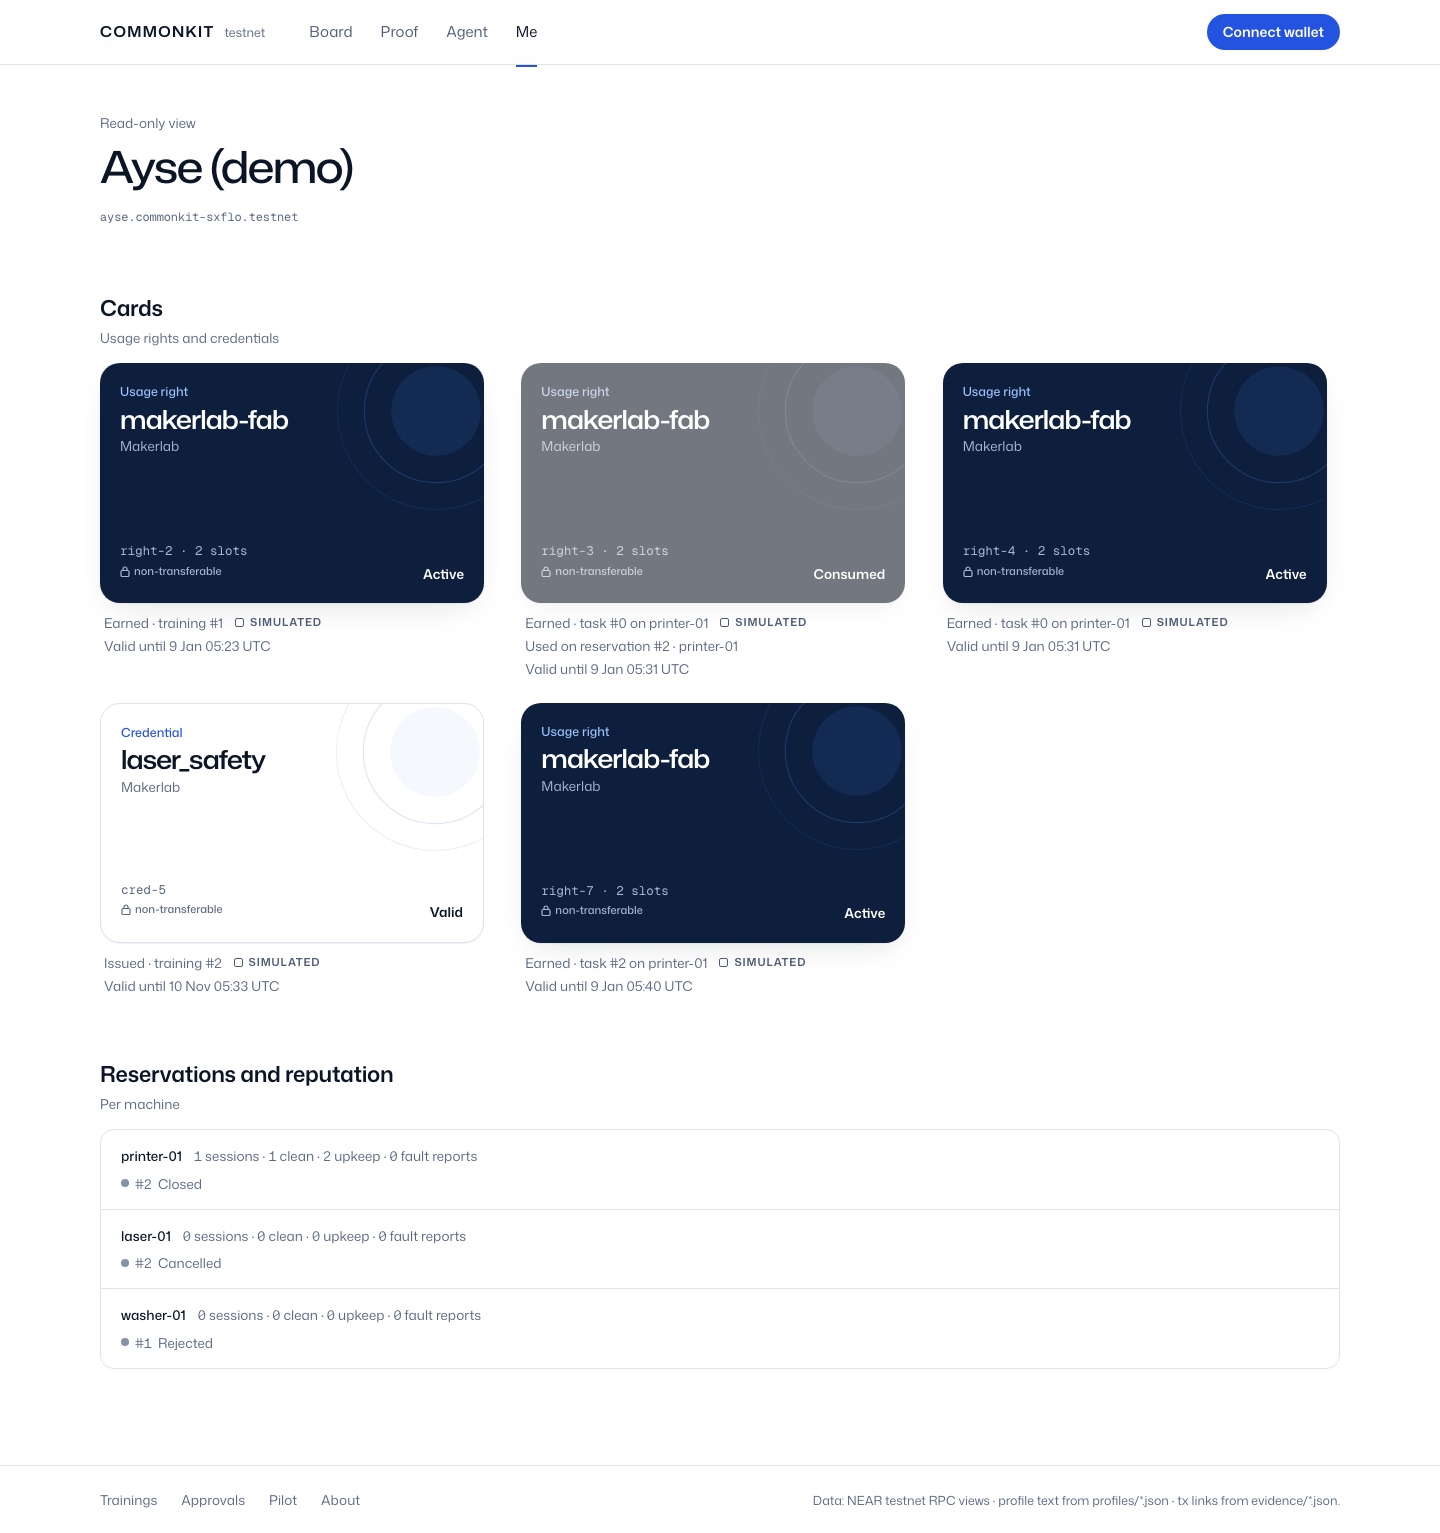 COMMONKIT testnet Board Proof Agent Me Connect wallet
Read-only view
Ayse (demo)
ayse.commonkit-sxflo.testnet
Cards
Usage rights and credentials
Usage right
makerlab-fab
Makerlab
right-2 · 2 slots
non-transferable
Active
Earned · training #1 SIMULATED
Valid until 9 Jan 05:23 UTC
Usage right
makerlab-fab
Makerlab
right-3 · 2 slots
non-transferable
Consumed
Earned · task #0 on printer-01 SIMULATED
Used on reservation #2 · printer-01
Valid until 9 Jan 05:31 UTC
Usage right
makerlab-fab
Makerlab
right-4 · 2 slots
non-transferable
Active
Earned · task #0 on printer-01 SIMULATED
Valid until 9 Jan 05:31 UTC
Credential
laser_safety
Makerlab
cred-5
non-transferable
Valid
Issued · training #2 SIMULATED
Valid until 10 Nov 05:33 UTC
Usage right
makerlab-fab
Makerlab
right-7 · 2 slots
non-transferable
Active
Earned · task #2 on printer-01 SIMULATED
Valid until 9 Jan 05:40 UTC
Reservations and reputation
Per machine
printer-01 1 sessions · 1 clean · 2 upkeep · 0 fault reports
#2 Closed
laser-01 0 sessions · 0 clean · 0 upkeep · 0 fault reports
#2 Cancelled
washer-01 0 sessions · 0 clean · 0 upkeep · 0 fault reports
#1 Rejected
Trainings Approvals Pilot About
Data: NEAR testnet RPC views · profile text from profiles/*.json · tx links from evidence/*.json.